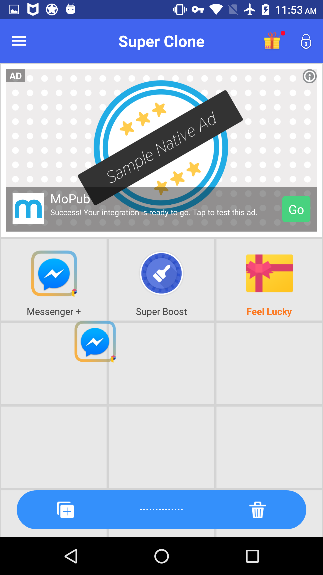 11:53 AM
Super Clone
AD
Sample Native Ad
MoPub
Success! Your integration is ready to go. Tap to test this ad.
Go
Messenger +
Super Boost
Feel Lucky